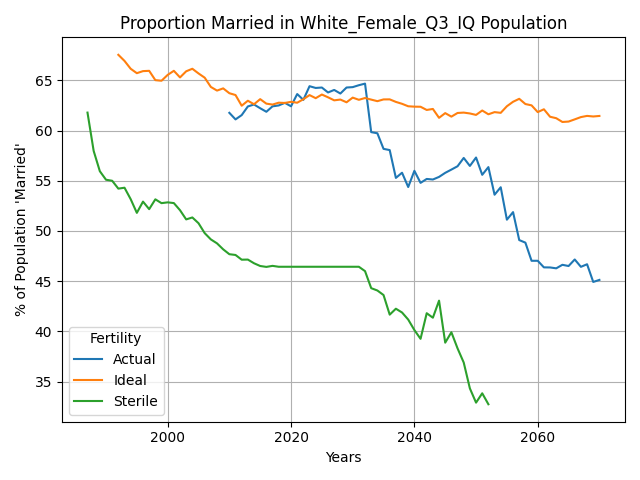 Proportion Married in White_Female_Q3_IQ Population
% of Population 'Married'
65
60
55
50
45
40
35
Fertility
Actual
Ideal
Sterile
2000
2020
2040
2060
Years